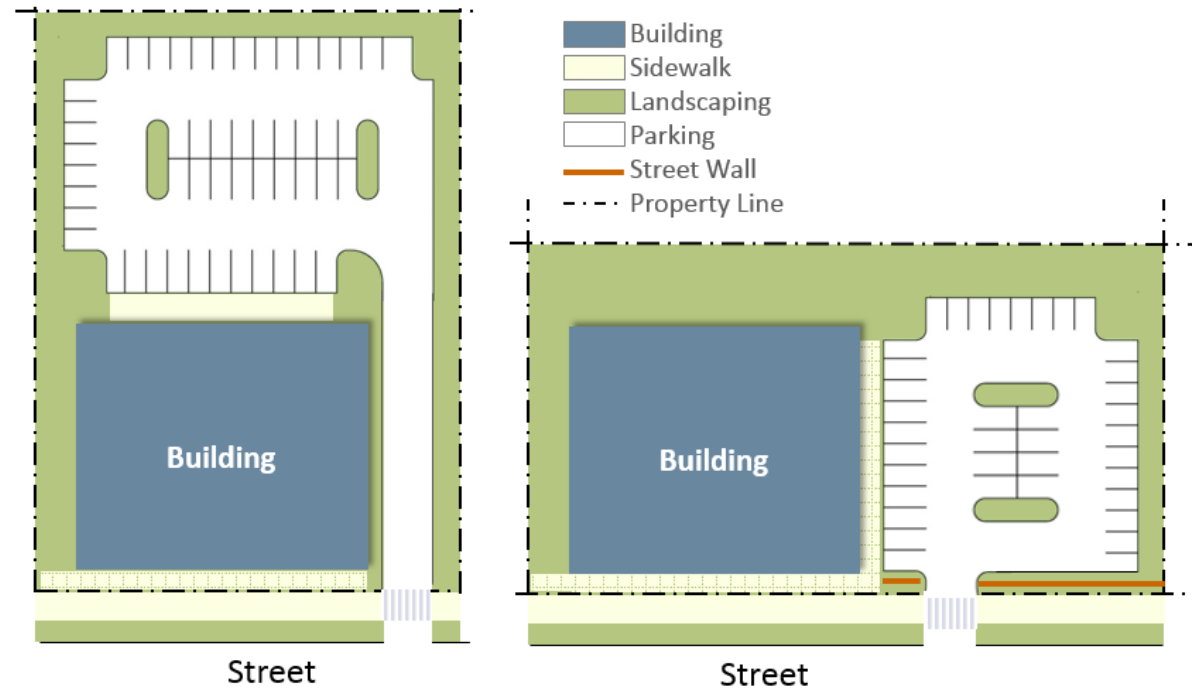 Building
Sidewalk
Landscaping
Parking
Street Wall
Property Line
Building
Building
Street
Street